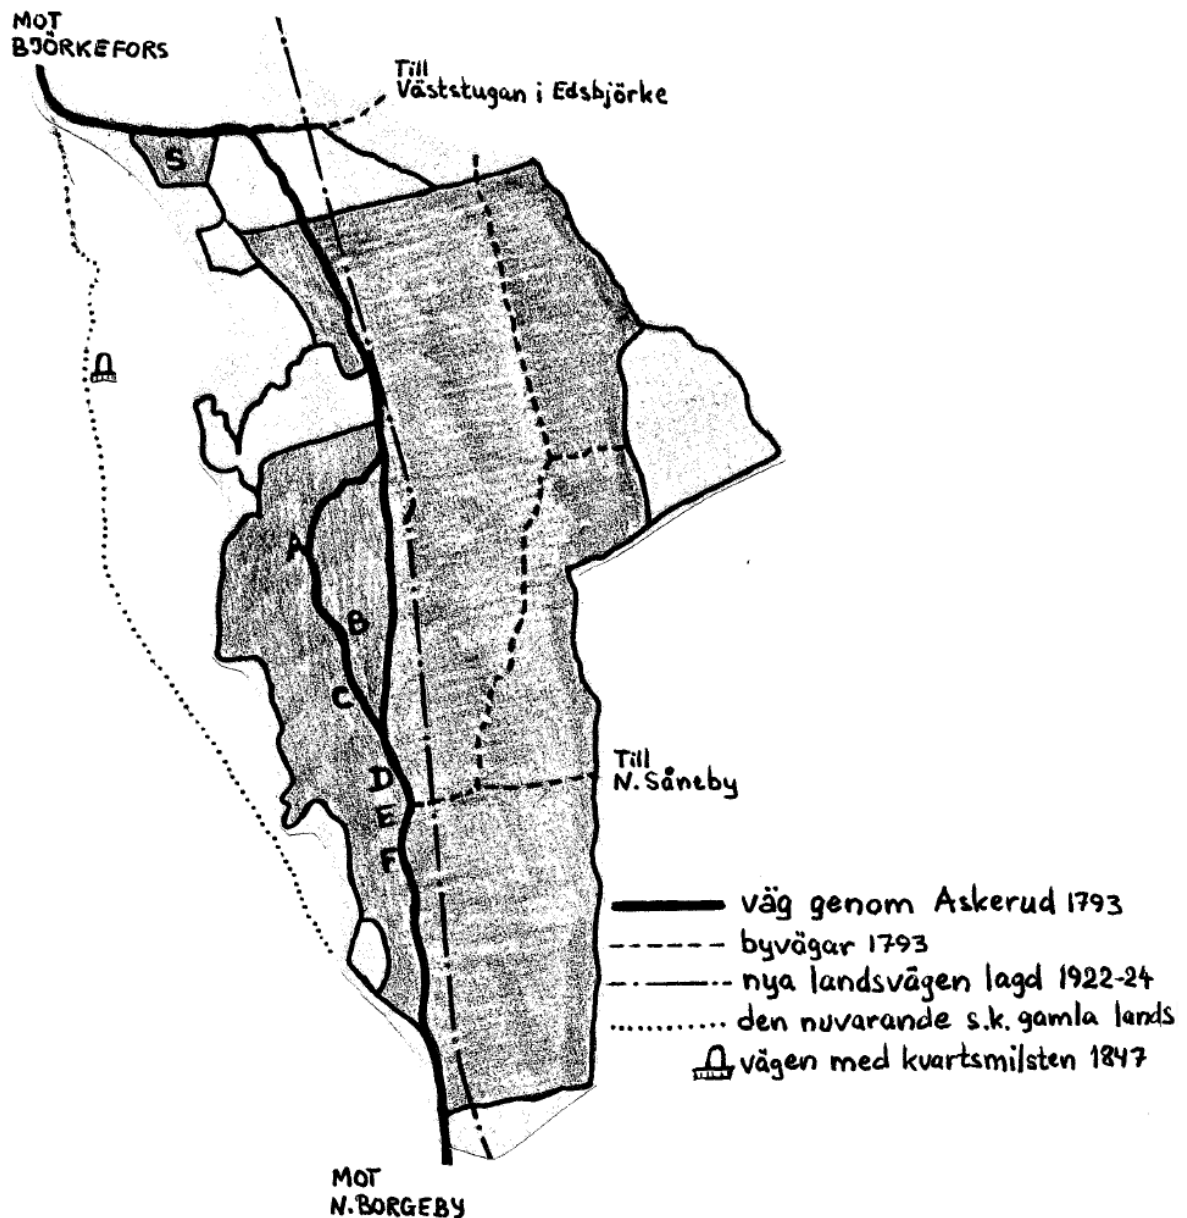 MOT
BJÖRKEFORS
Till
Väststugan i Edsbjörke
S
A
B
C
D
E
F
Till
N. Såneby
väg genom Askerud 1793
byvägar 1793
nya landsvägen lagd 1922-24
den nuvarande s.k. gamla lands
vägen med kvartsmilsten 1847
MOT
N. BORGEBY